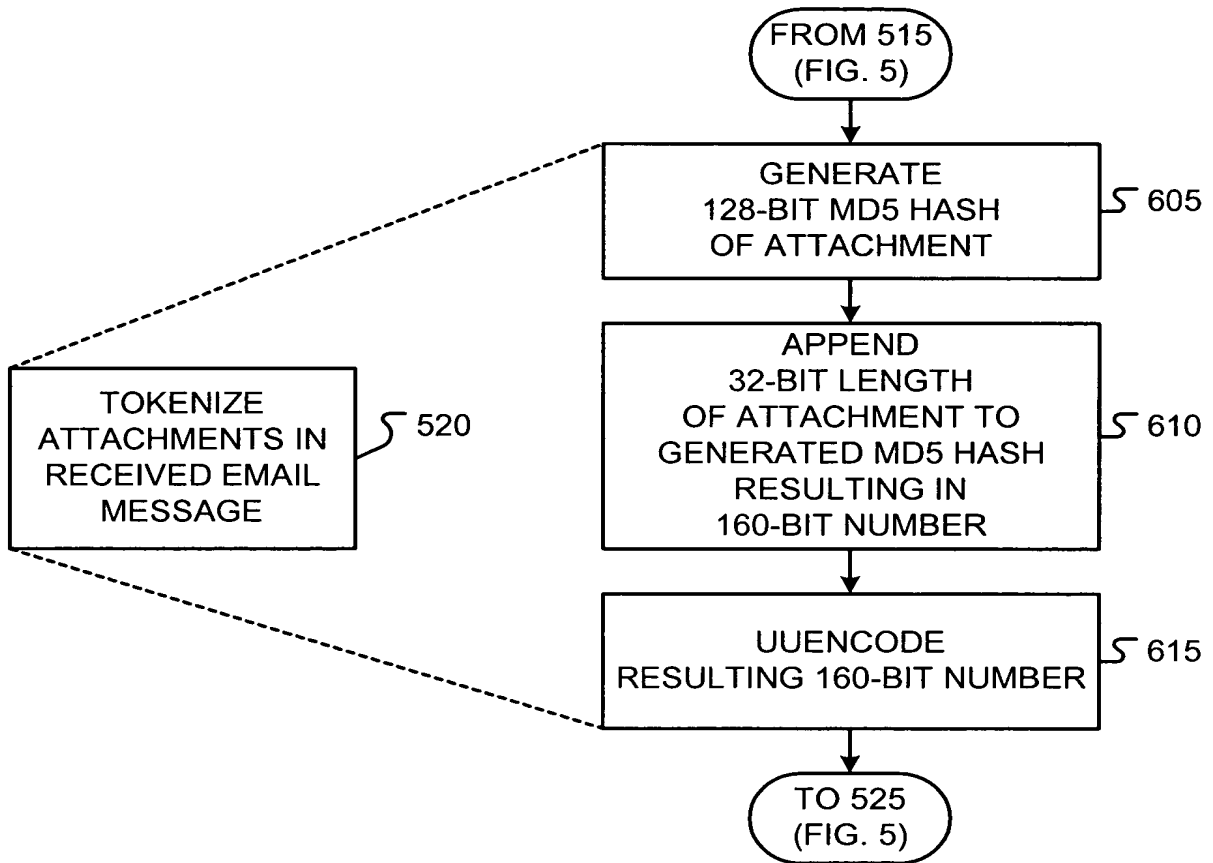 FROM 515
(FIG. 5)
GENERATE
128-BIT MD5 HASH
OF ATTACHMENT
605
APPEND
32-BIT LENGTH
OF ATTACHMENT TO
GENERATED MD5 HASH
RESULTING IN
160-BIT NUMBER
610
TOKENIZE
ATTACHMENTS IN
RECEIVED EMAIL
MESSAGE
520
UUENCODE
RESULTING 160-BIT NUMBER
615
TO 525
(FIG. 5)